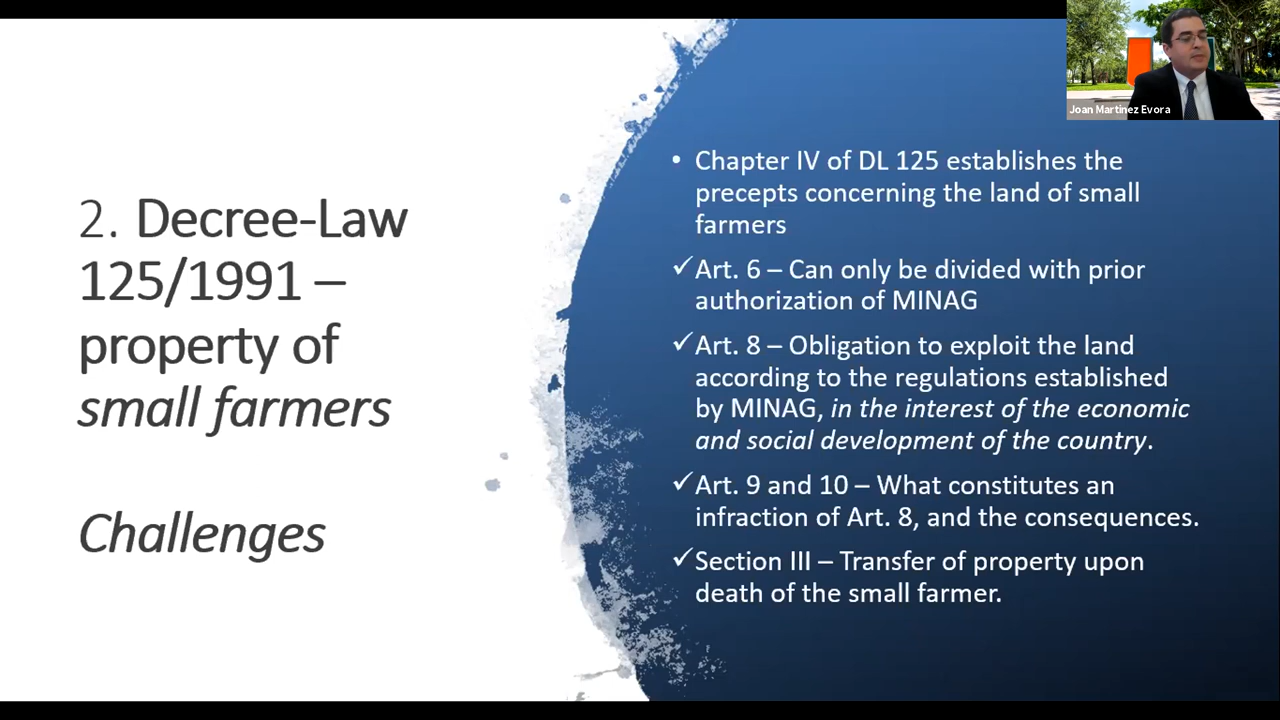 2. Decree-Law
125/1991 –
property of
small farmers
Challenges
• Chapter IV of DL 125 establishes the
precepts concerning the land of small
farmers
✓Art. 6 – Can only be divided with prior
authorization of MINAG
✓Art. 8 – Obligation to exploit the land
according to the regulations established
by MINAG, in the interest of the economic
and social development of the country.
✓Art. 9 and 10 – What constitutes an
infraction of Art. 8, and the consequences.
✓Section III – Transfer of property upon
death of the small farmer.
Joan Martinez Evora